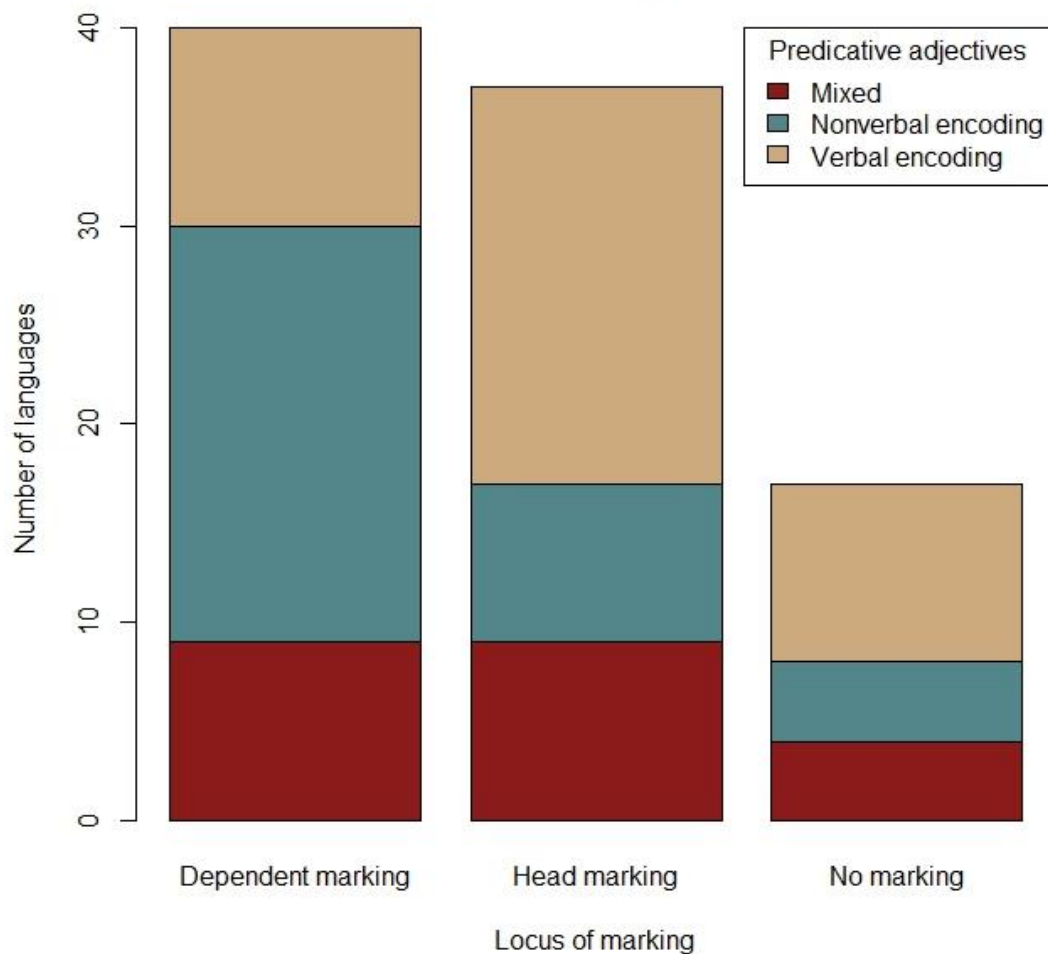 Predicative adjectives
Mixed
Nonverbal encoding
Verbal encoding
Number of languages
40
30
20
10
0
Dependent marking
Head marking
No marking
Locus of marking